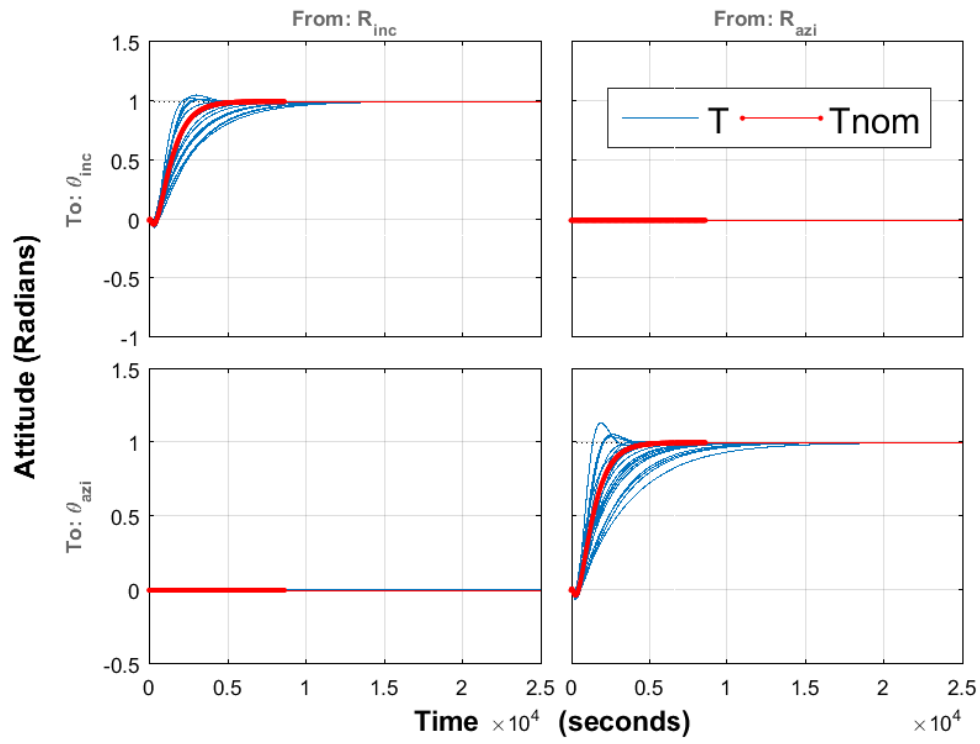 From: R_inc From: R_azi
1.5
1
0.5
0
-0.5
-1
T Tnom
To: θ_inc
Attitude (Radians)
1.5
1
0.5
0
-0.5
To: θ_azi
0 0.5 1 1.5 2 2.5 0 0.5 1 1.5 2 2.5
Time ×10^4 (seconds) ×10^4